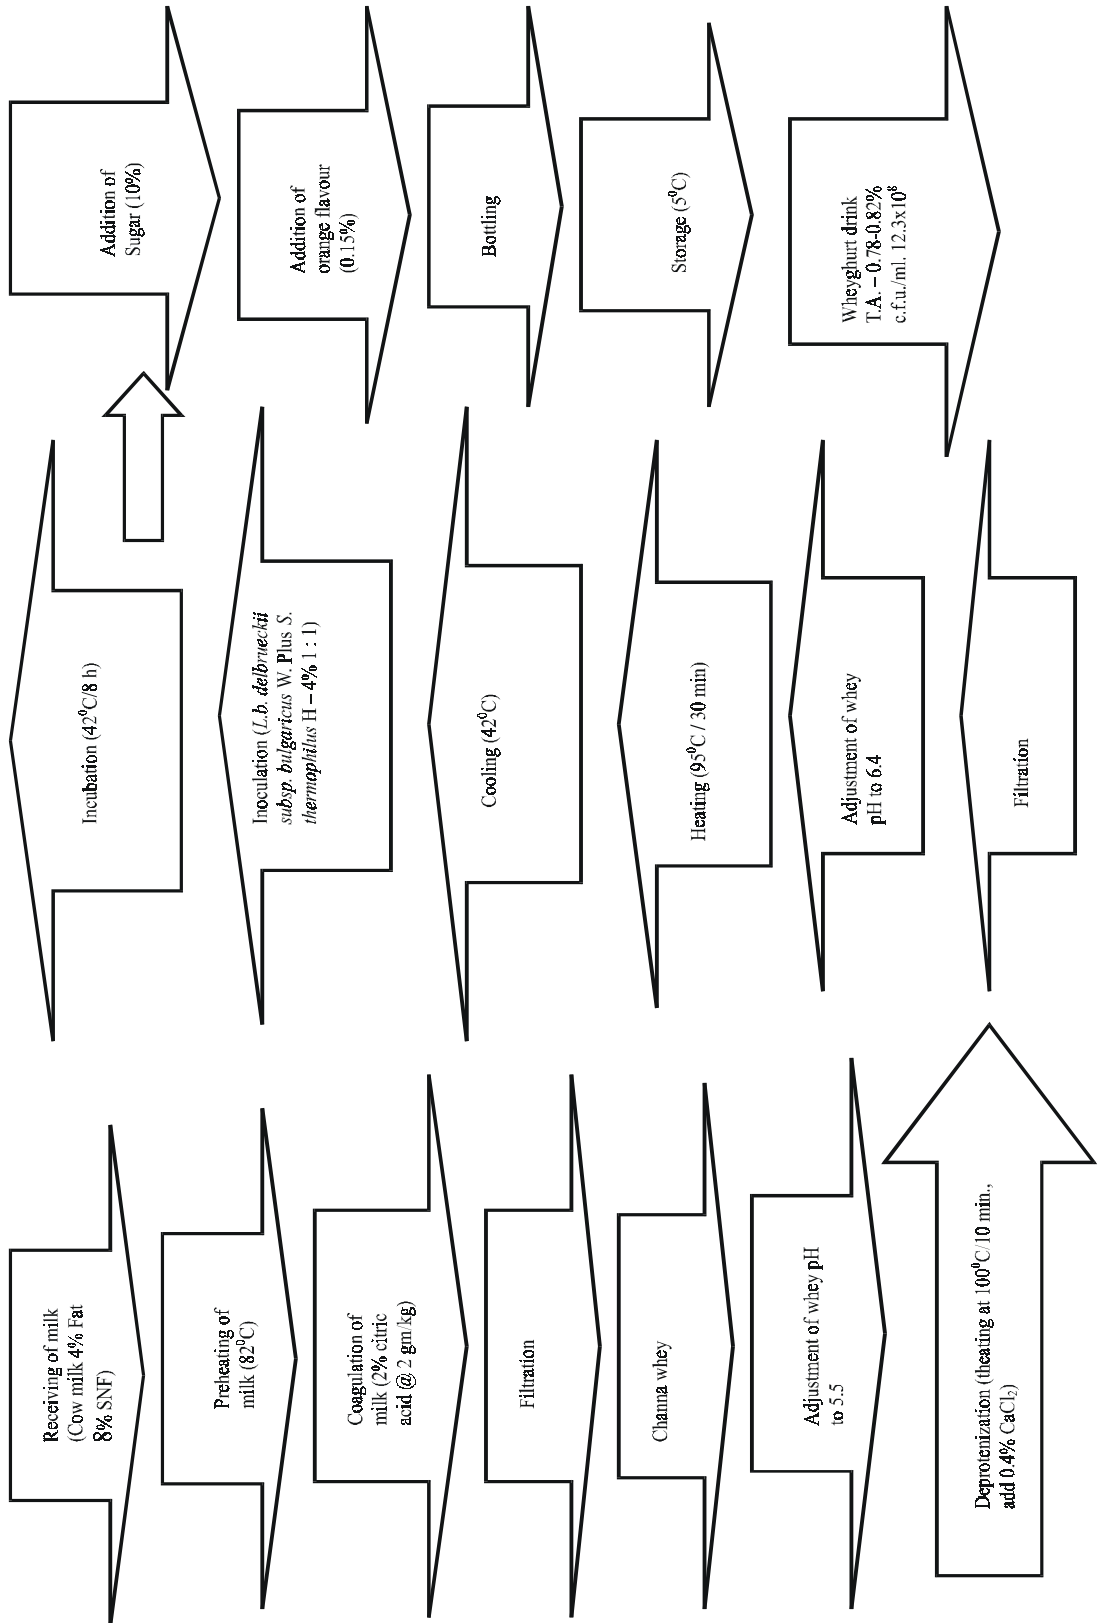 Receiving of milk
(Cow milk 4% Fat
8% SNF)
Preheating of
milk (82⁰C)
Coagulation of
milk (2% citric
acid @ 2 gm/kg)
Filtration
Channa whey
Adjustment of whey pH
to 5.5
Deprotenization (theating at 100⁰C/10 min.,
add 0.4% CaCl₂)
Filtration
Adjustment of whey
pH to 6.4
Heating (95⁰C / 30 min)
Cooling (42⁰C)
Inoculation (L.b. delbrueckii
subsp. bulgaricus W. Plus S.
thermophilus H – 4% 1 : 1)
Incubation (42⁰C/8 h)
Addition of
Sugar (10%)
Addition of
orange flavour
(0.15%)
Bottling
Storage (5⁰C)
Wheyghurt drink
T.A. – 0.78-0.82%
c.f.u./ml. 12.3x10⁸